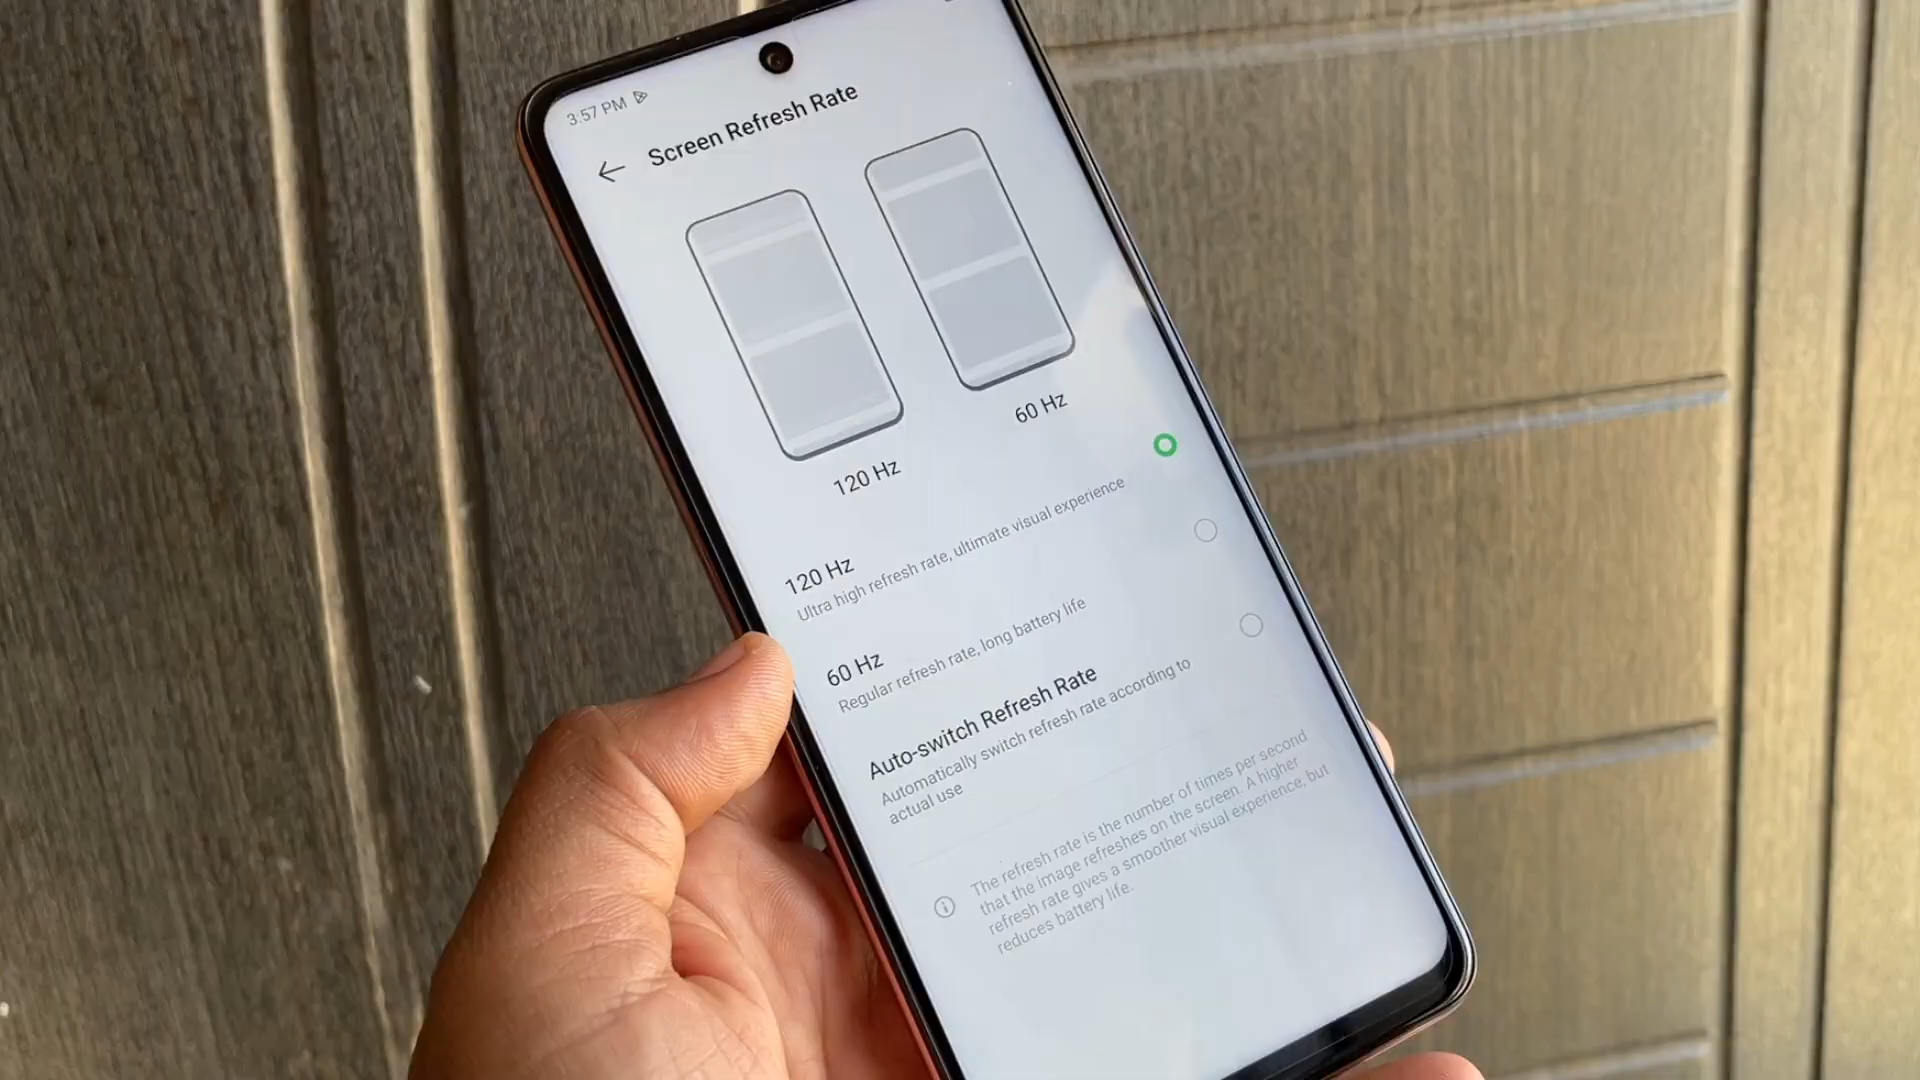 3:57 PM
Screen Refresh Rate
120 Hz
60 Hz
120 Hz
Ultra high refresh rate, ultimate visual experience
60 Hz
Regular refresh rate, long battery life
Auto-switch Refresh Rate
Automatically switch refresh rate according to
actual use
The refresh rate is the number of times per second
that the image refreshes on the screen. A higher
refresh rate gives a smoother visual experience, but
reduces battery life.